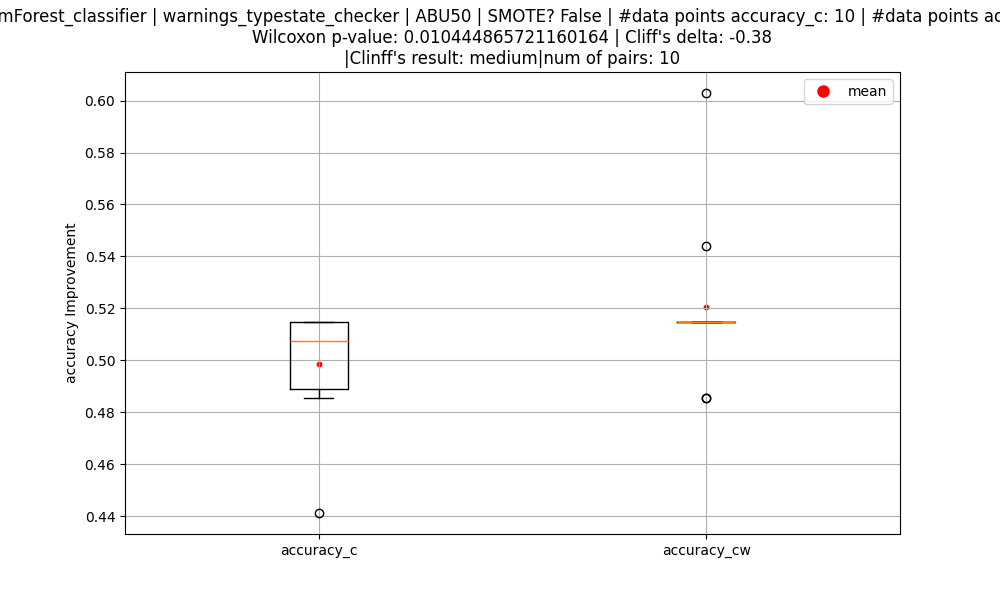 mForest_classifier | warnings_typestate_checker | ABU50 | SMOTE? False | #data points accuracy_c: 10 | #data points ac
Wilcoxon p-value: 0.010444865721160164 | Cliff's delta: -0.38
|Clinff's result: medium|num of pairs: 10
mean
0.60
0.58
0.56
0.54
0.52
0.50
0.48
0.46
0.44
accuracy Improvement
accuracy_c
accuracy_cw